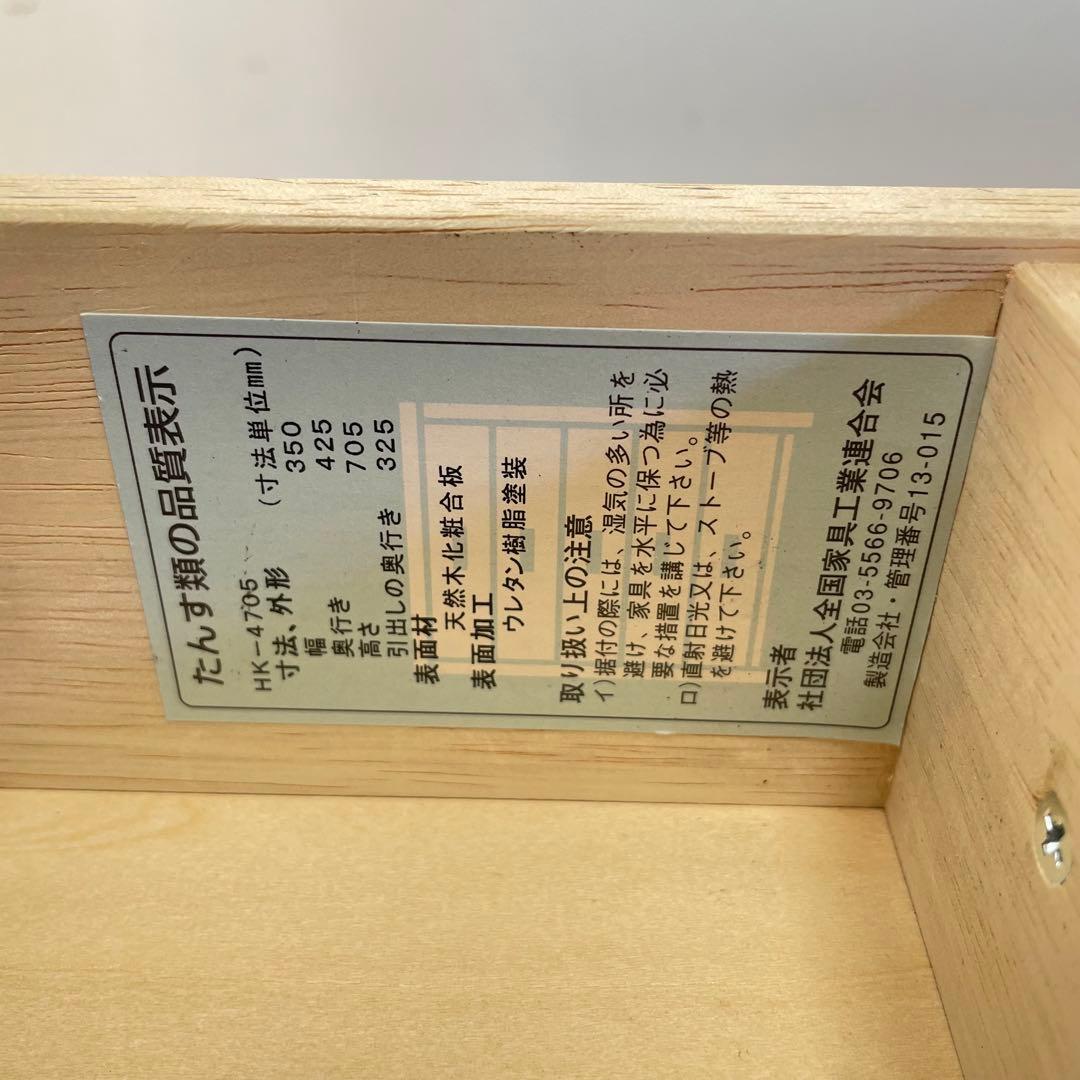 たんす類の品質表示
HK-4705
寸法、外形 (寸法単位mm)
幅 350
奥行き 425
高さ 705
引出しの奥行き 325
表面材
天然木化粧合板
表面加工
ウレタン樹脂塗装
取り扱い上の注意
イ)据付の際には、湿気の多い所を
避け、家具を水平に保つ為に必
要な措置を講じて下さい。
ロ)直射日光又は、ストーブ等の熱
を避けて下さい。
表示者
社団法人全国家具工業連合会
電話03-5566-9706
製造会社・管理番号13-015